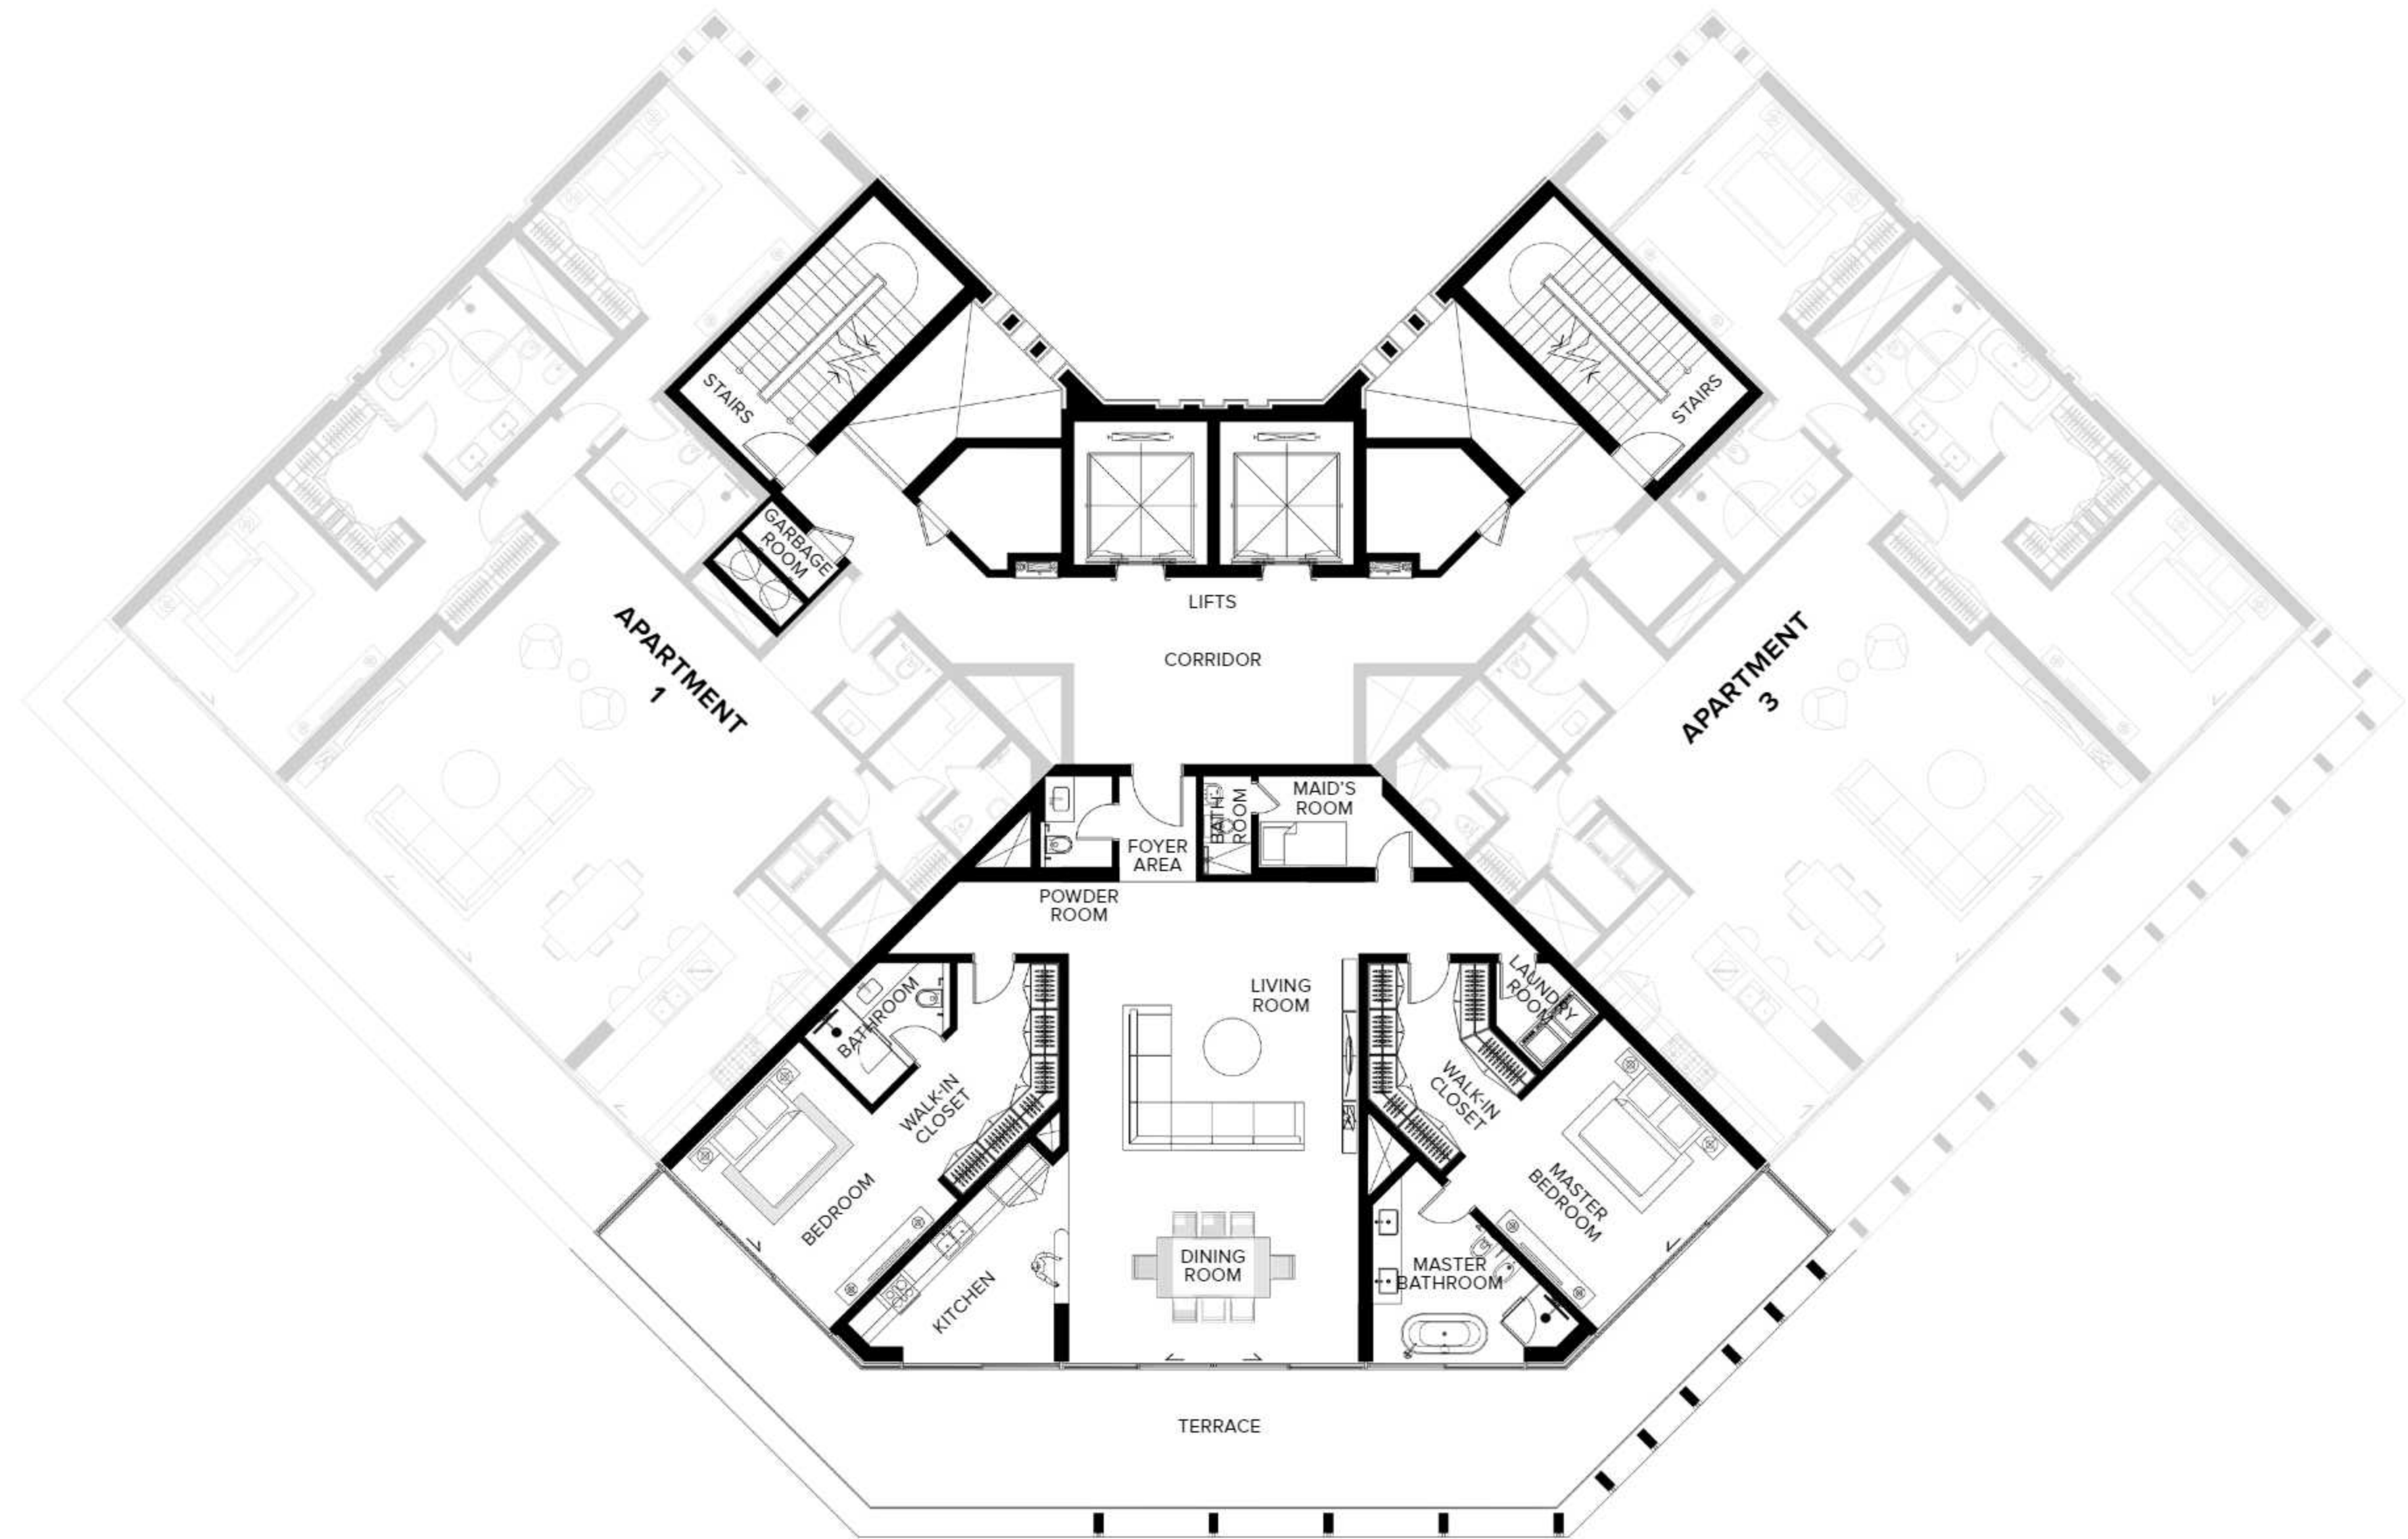 STAIRS
STAIRS
GARBAGE
ROOM
LIFTS
CORRIDOR
APARTMENT
1
APARTMENT
3
MAID'S
ROOM
BATH
ROOM
FOYER
AREA
POWDER
ROOM
LIVING
ROOM
LAUNDRY
ROOM
BATHROOM
WALK-IN
CLOSET
WALK-IN
CLOSET
BEDROOM
MASTER
BEDROOM
DINING
ROOM
MASTER
BATHROOM
KITCHEN
TERRACE